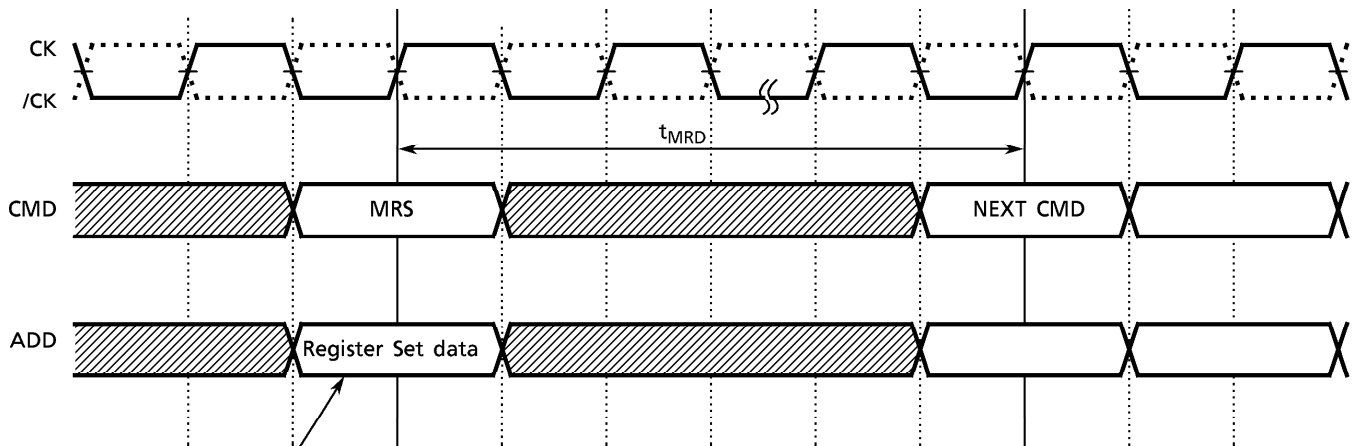 CK
/CK
tMRD
CMD MRS NEXT CMD
ADD Register Set data